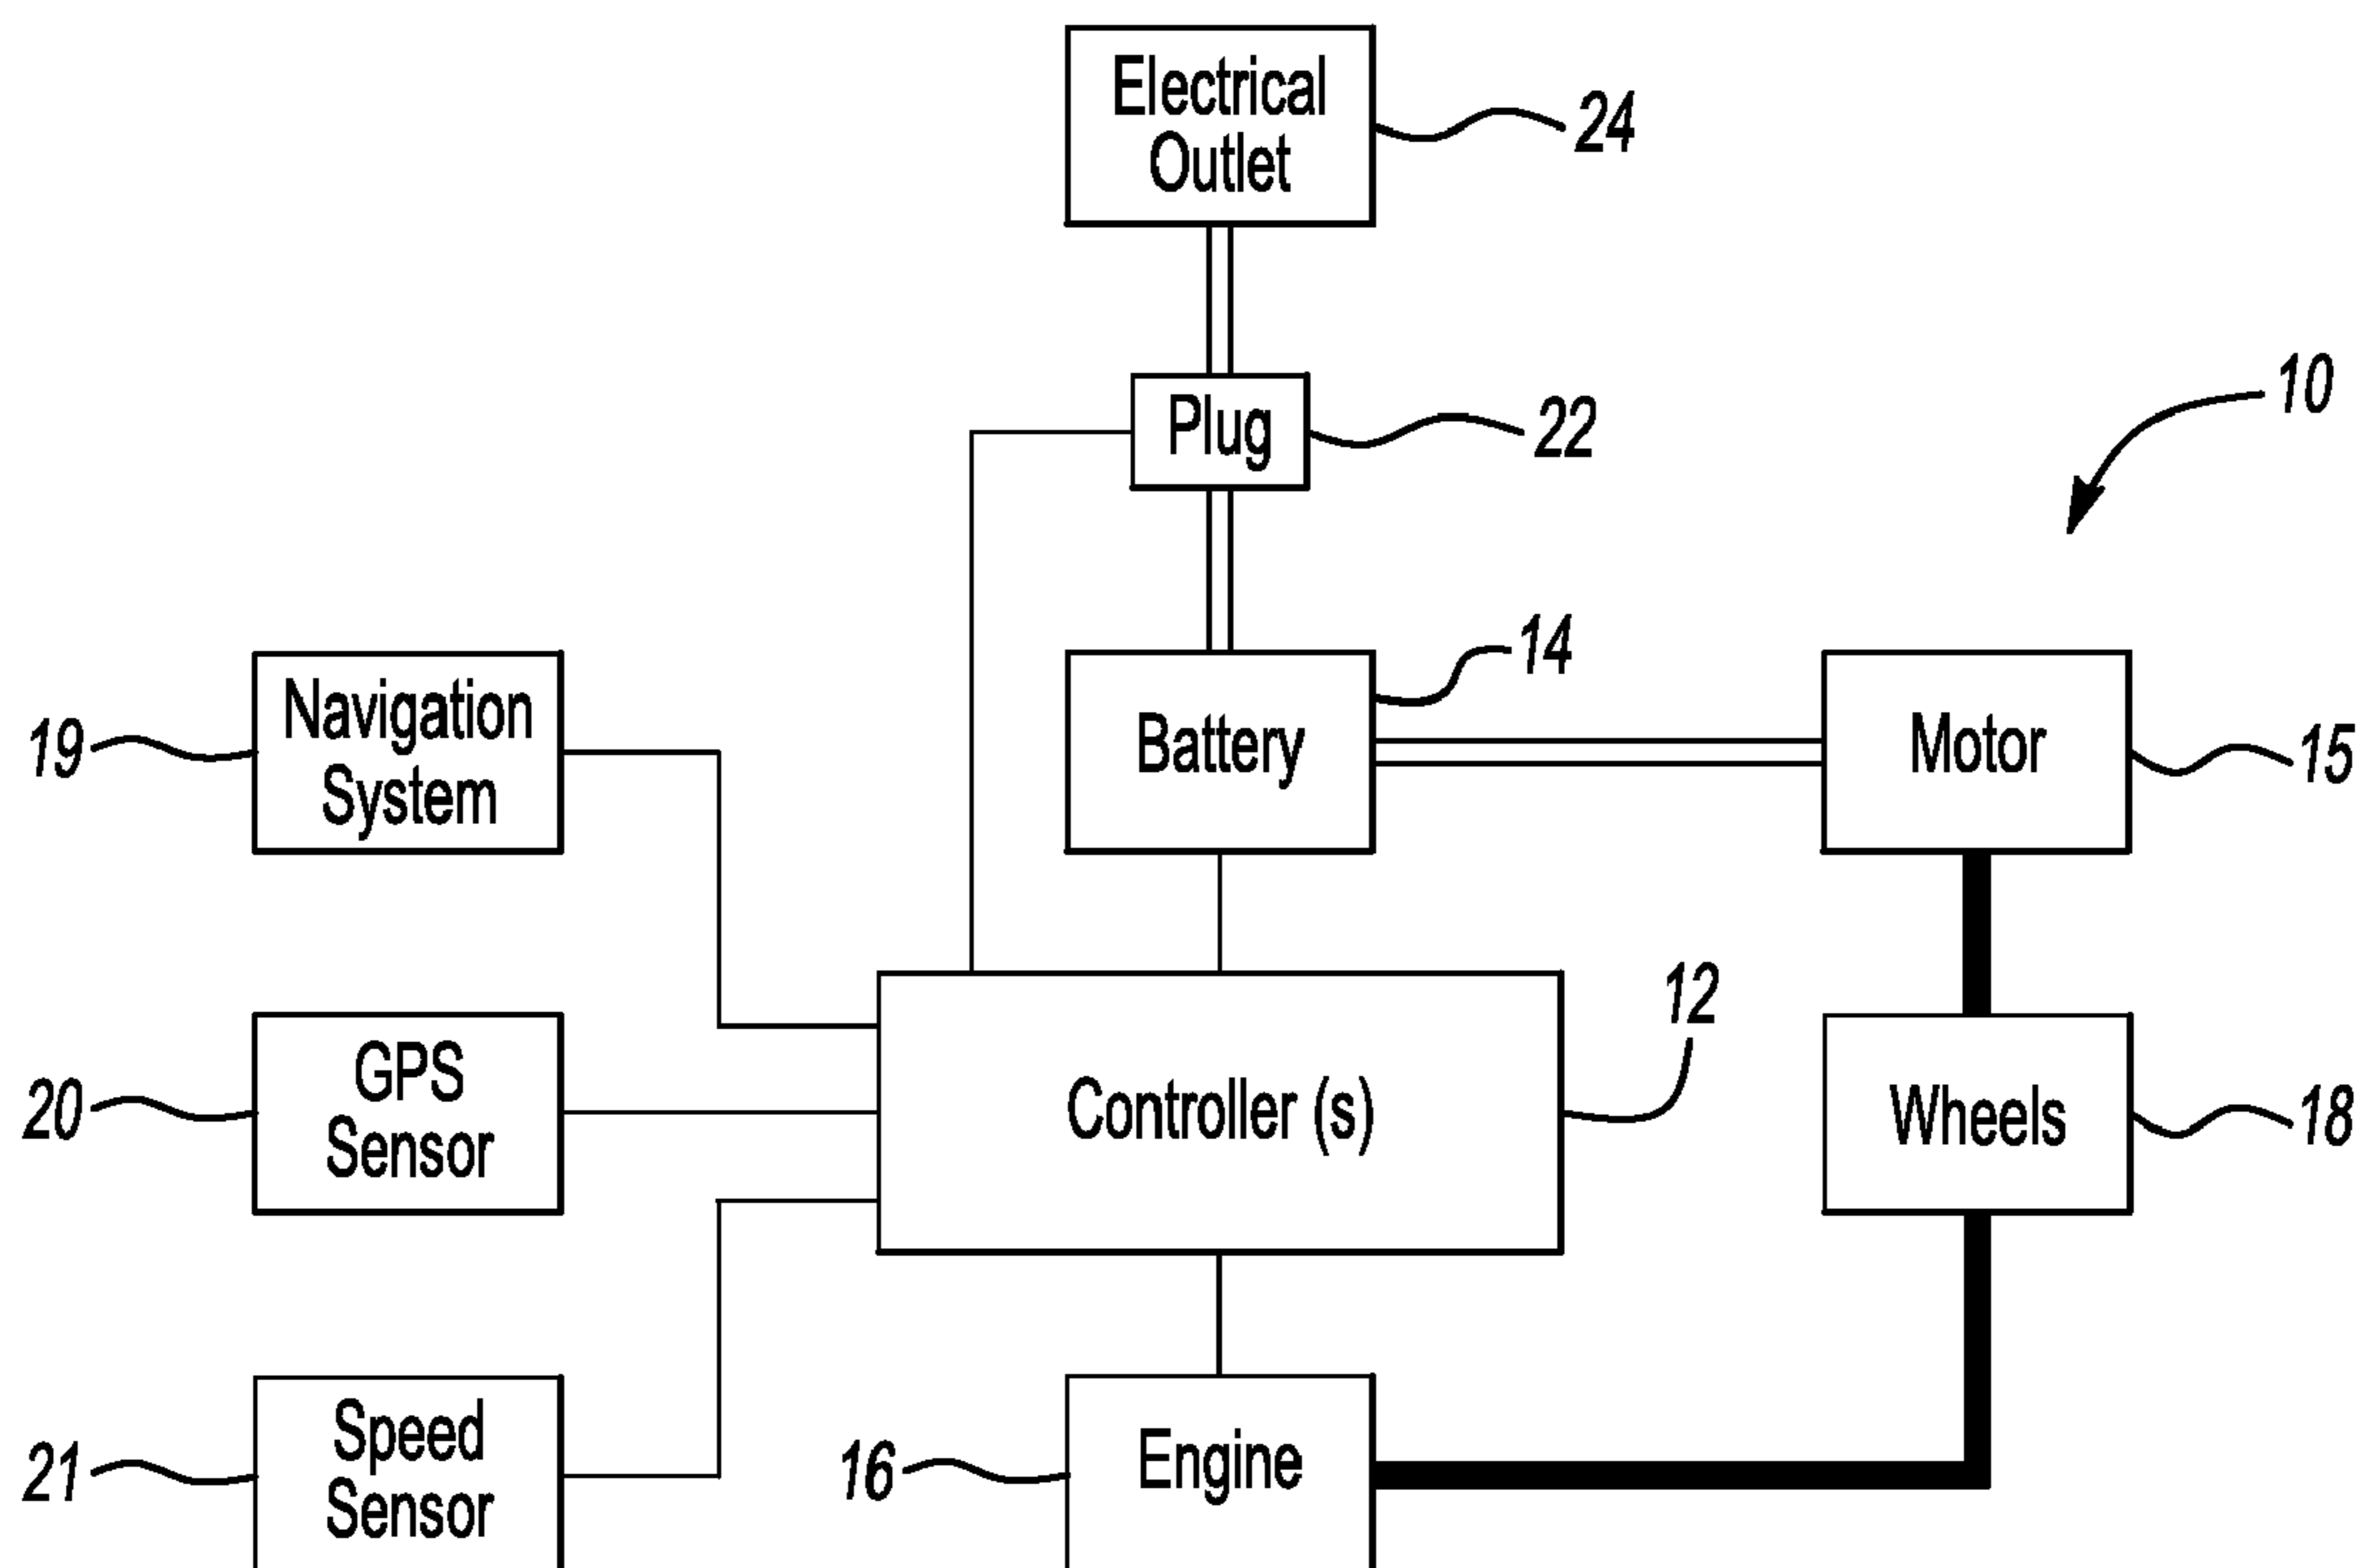 Electrical
Outlet
24
Plug
22
10
14
Navigation
System
19
Battery
Motor
15
12
GPS
Sensor
20
Controller (s)
Wheels
18
Speed
Sensor
21
16
Engine